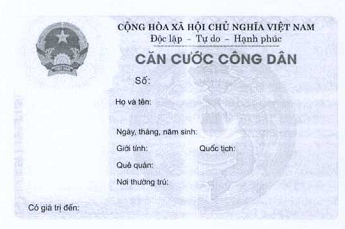 CỘNG HÒA XÃ HỘI CHỦ NGHĨA VIỆT NAM
Độc lập - Tự do - Hạnh phúc
CĂN CƯỚC CÔNG DÂN
Số:
Họ và tên:
Ngày, tháng, năm sinh:
Giới tính: Quốc tịch:
Quê quán:
Nơi thường trú:
Có giá trị đến: